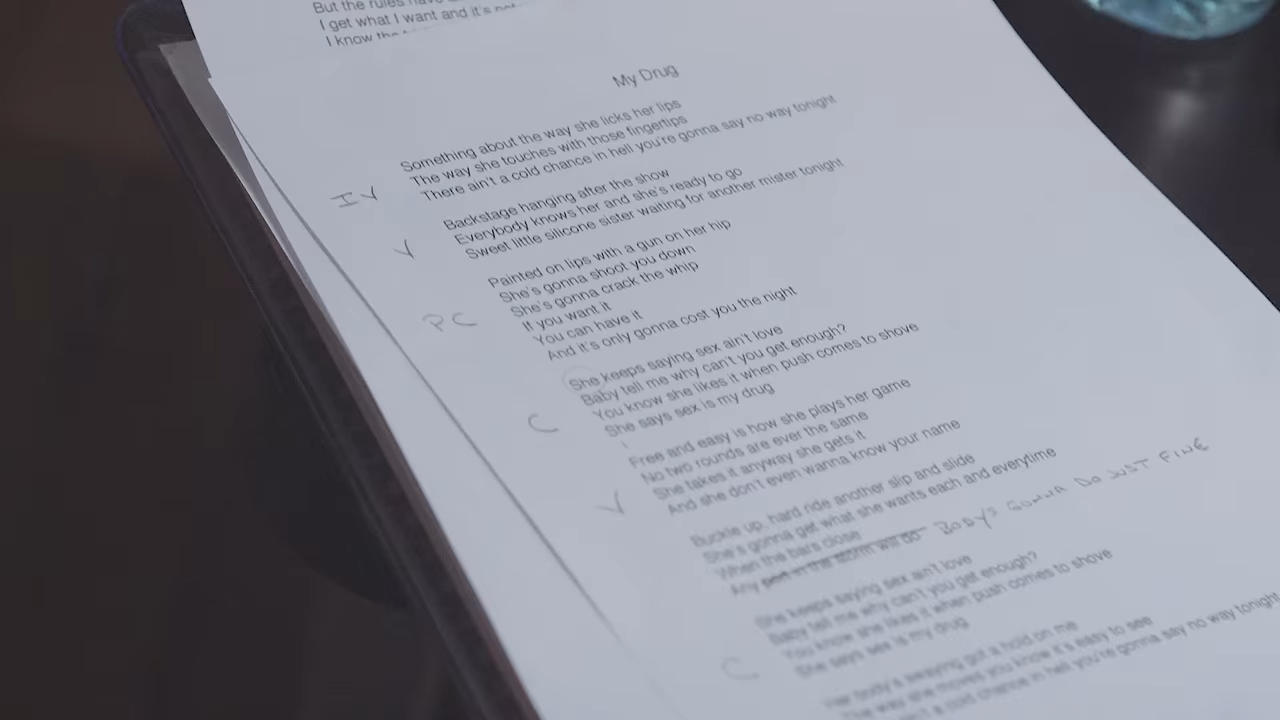 But the rules have
I get what I want and it's not
I know the
My Drug
Something about the way she licks her lips
The way she touches with those fingertips
There ain't a cold chance in hell you're gonna say no way tonight
IV
Backstage hanging after the show
Everybody knows her and she's ready to go
Sweet little silicone sister waiting for another mister tonight
V
Painted on lips with a gun on her hip
She's gonna shoot you down
She's gonna crack the whip
If you want it
You can have it
And it's only gonna cost you the night
PC
She keeps saying sex ain't love
Baby tell me why can't you get enough?
You know she likes it when push comes to shove
She says sex is my drug
C
Free and easy is how she plays her game
No two rounds are ever the same
She takes it anyway she gets it
And she don't even wanna know your name
V
Buckle up, hard ride another slip and slide
She's gonna get what she wants each and everytime
When the bars close
Any port in the storm will do BODY'S GONNA DO JUST FINE
She keeps saying sex ain't love
Baby tell me why can't you get enough?
You know she likes it when push comes to shove
She says sex is my drug
C
Her body's swaying got a hold on me
The way she moved you know it's easy to see
ain't a cold chance in hell you're gonna say no way tonight